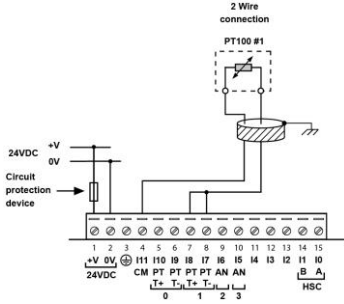 2 Wire
connection
PT100 #1
24VDC
+V
0V
Circuit
protection
device
1 2 3 4 5 6 7 8 9 10 11 12 13 14 15
+V 0V I11 I10 I9 I8 I7 I6 I5 I4 I3 I2 I1 I0
CM PT PT PT PT AN AN B A
24VDC T+ T- T+ T- HSC
0 1 2 3